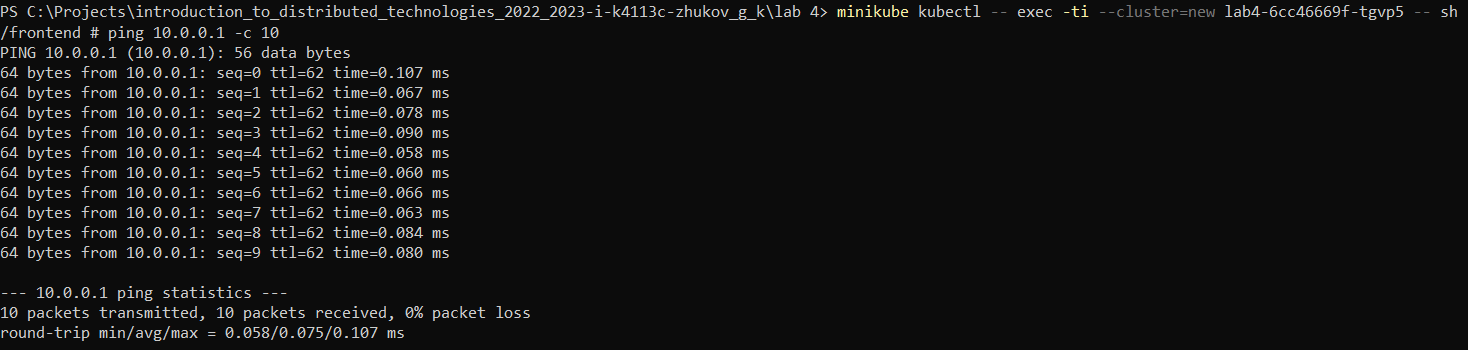 PS C:\Projects\introduction_to_distributed_technologies_2022_2023-i-k4113c-zhukov_g_k\lab 4> minikube kubectl -- exec -ti --cluster=new lab4-6cc46669f-tgvp5 -- sh
/frontend # ping 10.0.0.1 -c 10
PING 10.0.0.1 (10.0.0.1): 56 data bytes
64 bytes from 10.0.0.1: seq=0 ttl=62 time=0.107 ms
64 bytes from 10.0.0.1: seq=1 ttl=62 time=0.067 ms
64 bytes from 10.0.0.1: seq=2 ttl=62 time=0.078 ms
64 bytes from 10.0.0.1: seq=3 ttl=62 time=0.090 ms
64 bytes from 10.0.0.1: seq=4 ttl=62 time=0.058 ms
64 bytes from 10.0.0.1: seq=5 ttl=62 time=0.060 ms
64 bytes from 10.0.0.1: seq=6 ttl=62 time=0.066 ms
64 bytes from 10.0.0.1: seq=7 ttl=62 time=0.063 ms
64 bytes from 10.0.0.1: seq=8 ttl=62 time=0.084 ms
64 bytes from 10.0.0.1: seq=9 ttl=62 time=0.080 ms
--- 10.0.0.1 ping statistics ---
10 packets transmitted, 10 packets received, 0% packet loss
round-trip min/avg/max = 0.058/0.075/0.107 ms